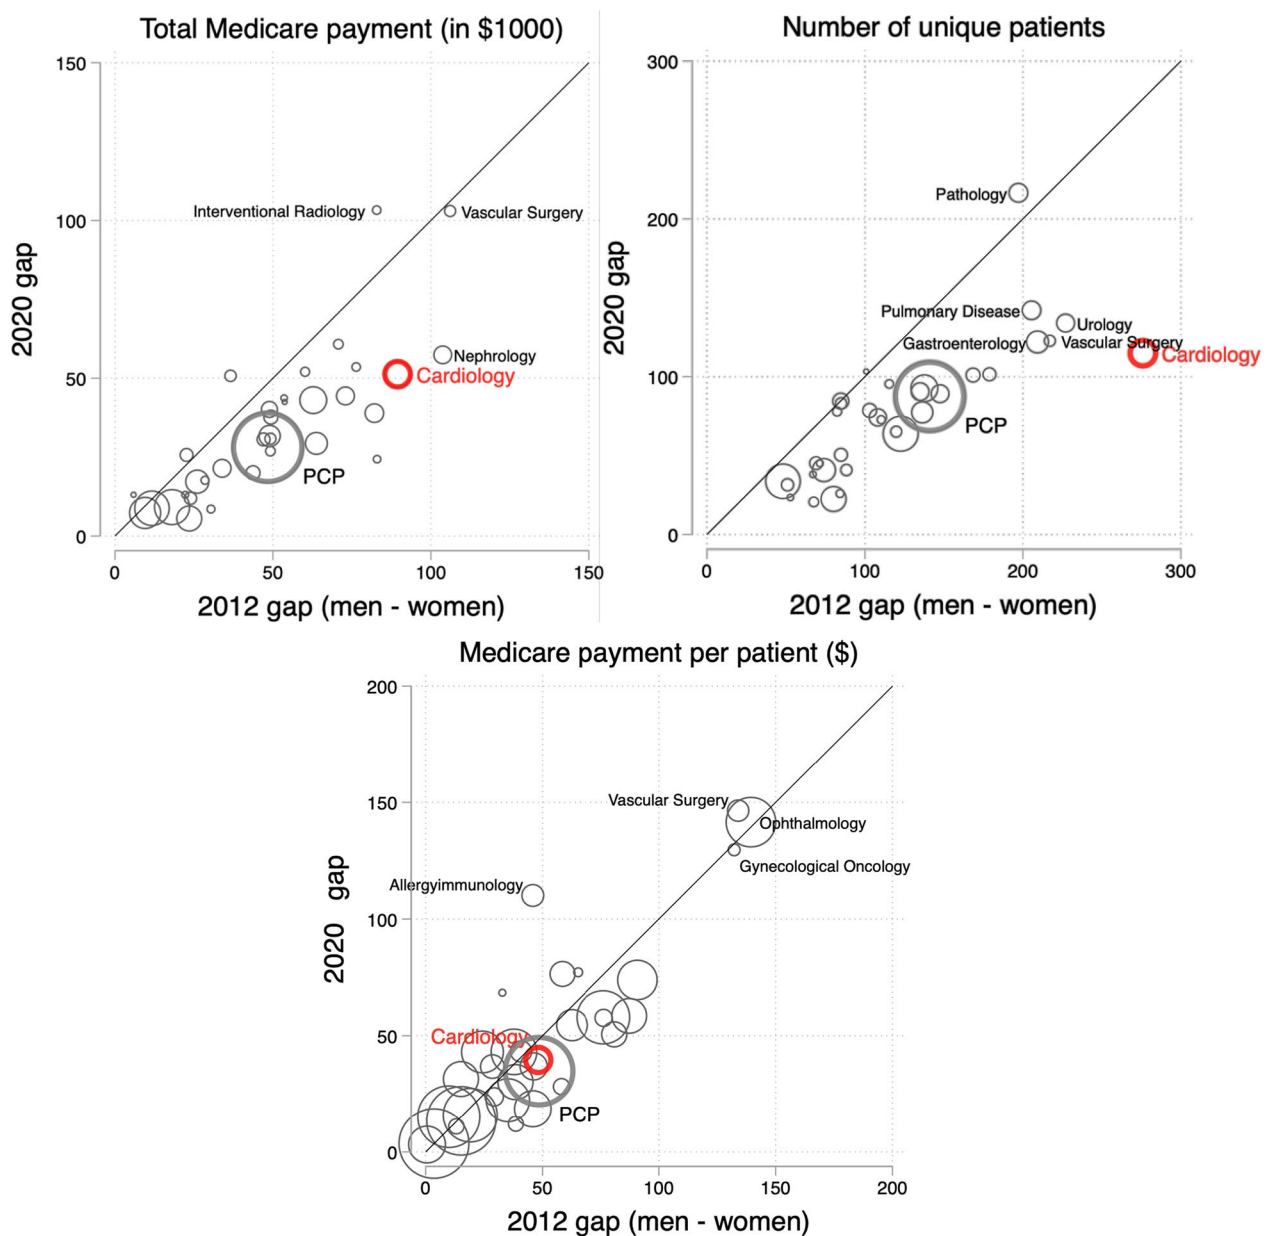 Total Medicare payment (in $1000)
150
100
50
0
2020 gap
Interventional Radiology
Vascular Surgery
Nephrology
Cardiology
PCP
0 50 100 150
2012 gap (men - women)
Number of unique patients
300
200
100
0
2020 gap
Pathology
Pulmonary Disease
Urology
Gastroenterology
Vascular Surgery
Cardiology
PCP
0 100 200 300
2012 gap (men - women)
Medicare payment per patient ($)
200
150
100
50
0
2020 gap
Vascular Surgery
Ophthalmology
Gynecological Oncology
Allergyimmunology
Cardiology
PCP
0 50 100 150 200
2012 gap (men - women)